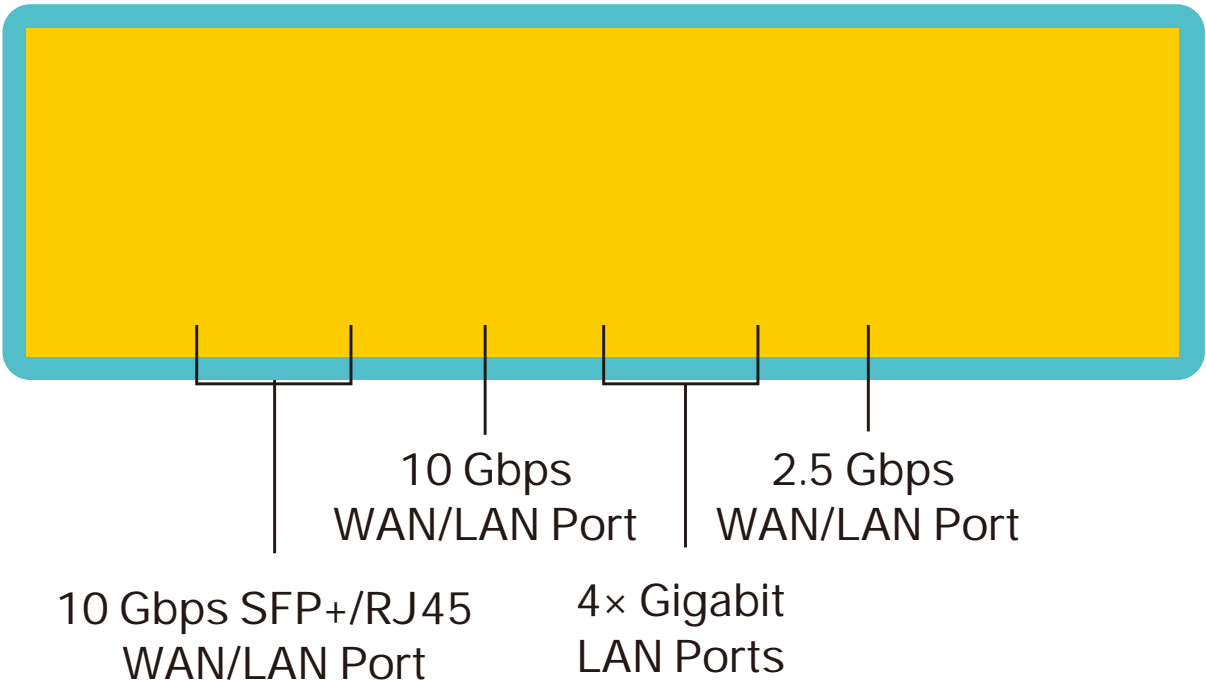 10 Gbps
WAN/LAN Port
2.5 Gbps
WAN/LAN Port
10 Gbps SFP+/RJ45
WAN/LAN Port
4× Gigabit
LAN Ports